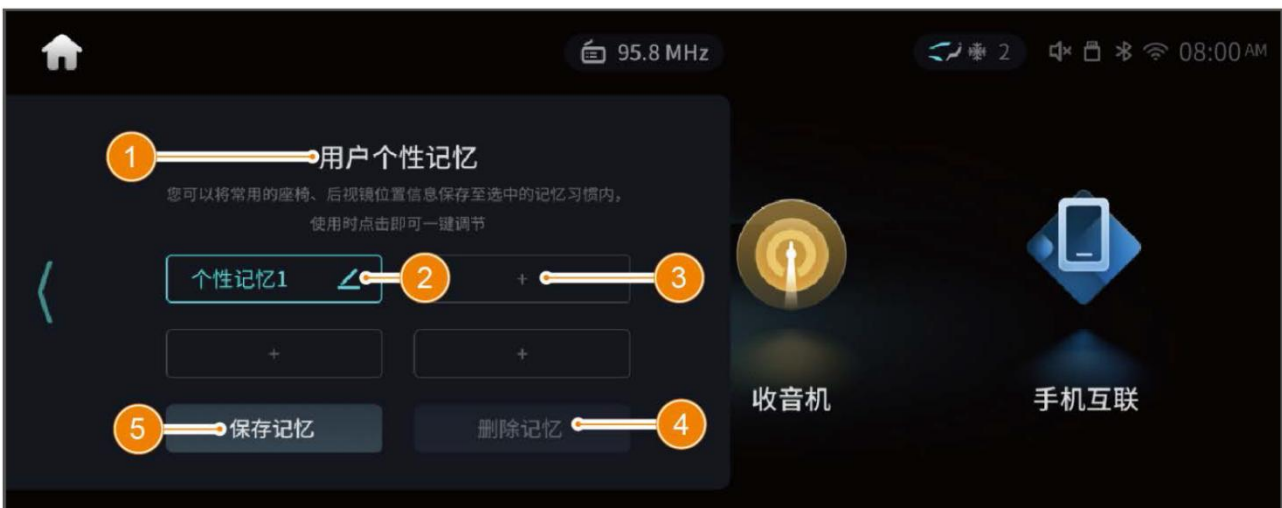 95.8 MHz
2
08:00 AM
1
用户个性记忆
您可以将常用的座椅、后视镜位置信息保存至选中的记忆习惯内，
使用时点击即可一键调节
个性记忆1
2
+
3
+
+
5
保存记忆
删除记忆
4
收音机
手机互联